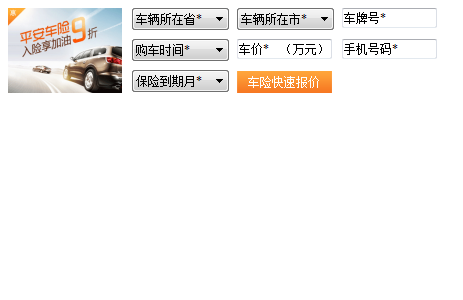 惠
平安车险9折
入险享加油
车辆所在省*
车辆所在市*
车牌号*
购车时间*
车价* （万元）
手机号码*
保险到期月*
车险快速报价